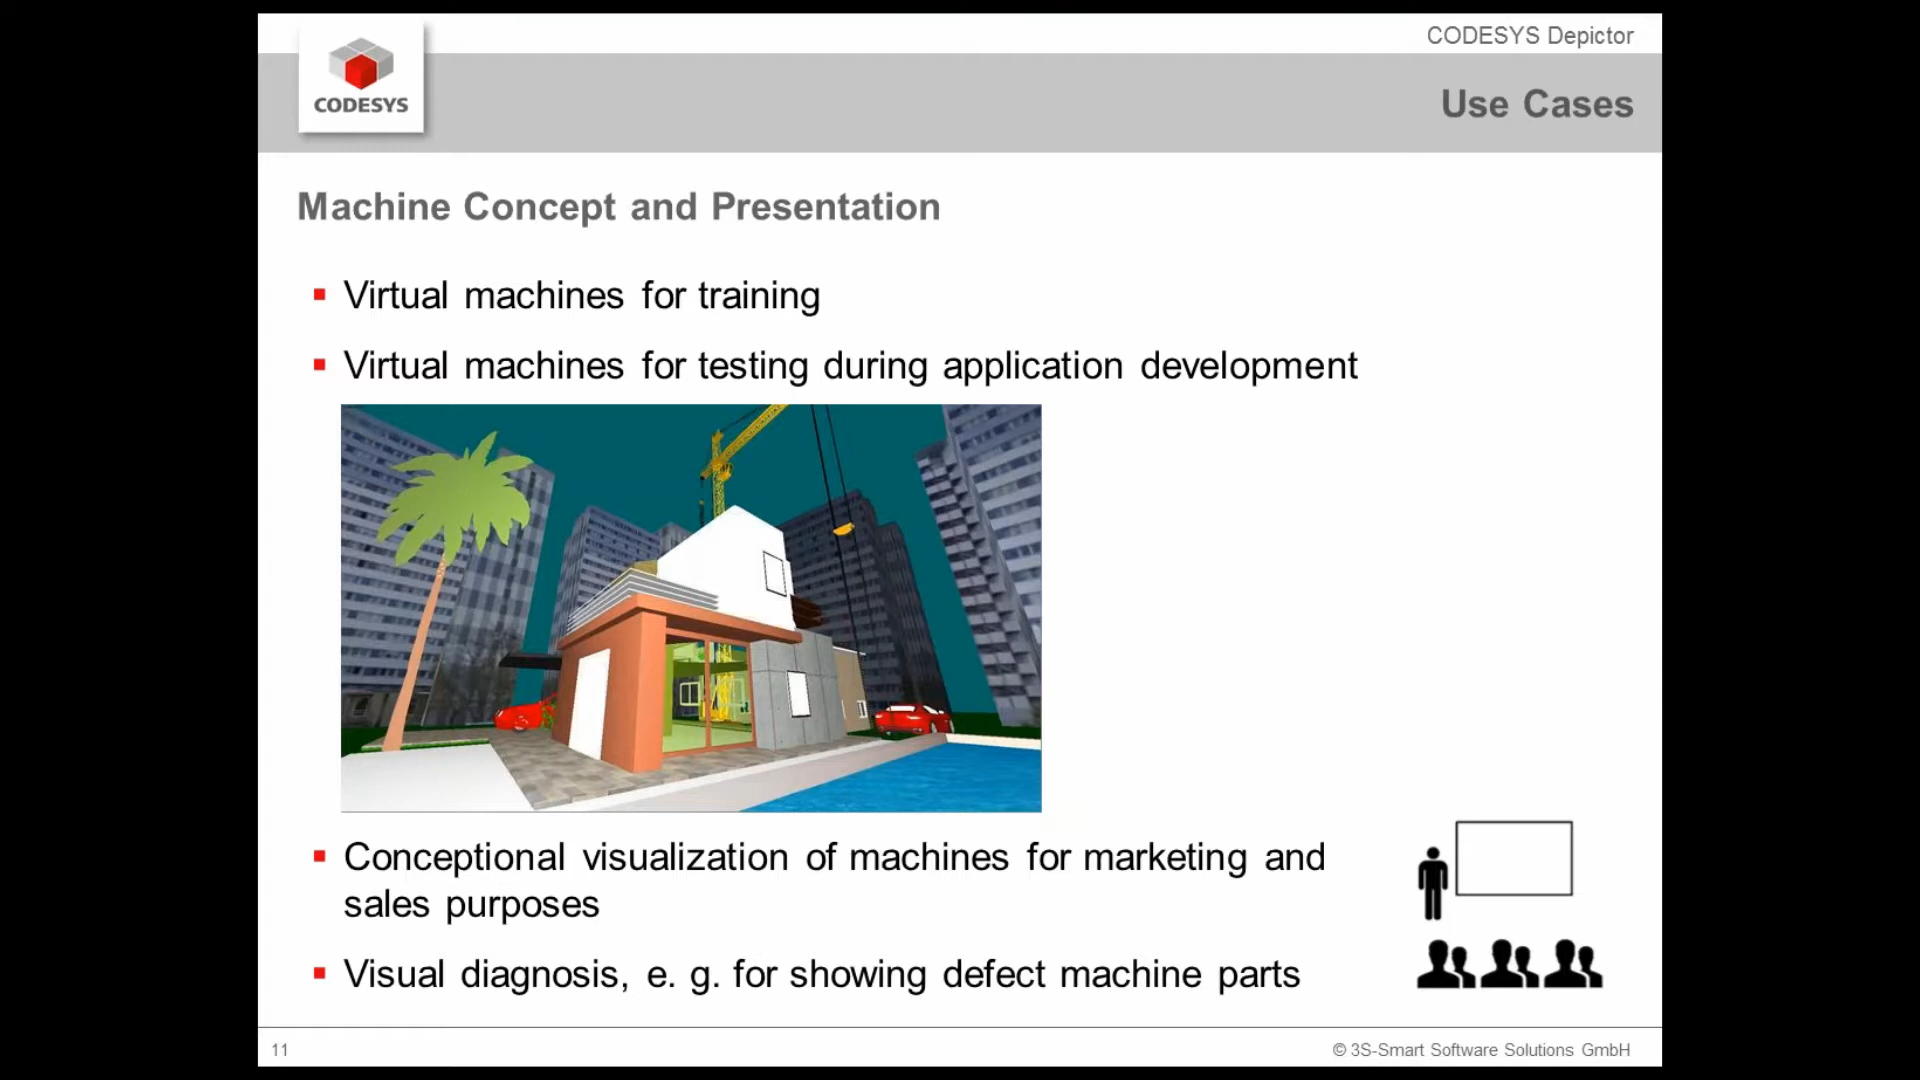 CODESYS Depictor
CODESYS
Use Cases
Machine Concept and Presentation
Virtual machines for training
Virtual machines for testing during application development
Conceptional visualization of machines for marketing and
sales purposes
Visual diagnosis, e. g. for showing defect machine parts
11
© 3S-Smart Software Solutions GmbH